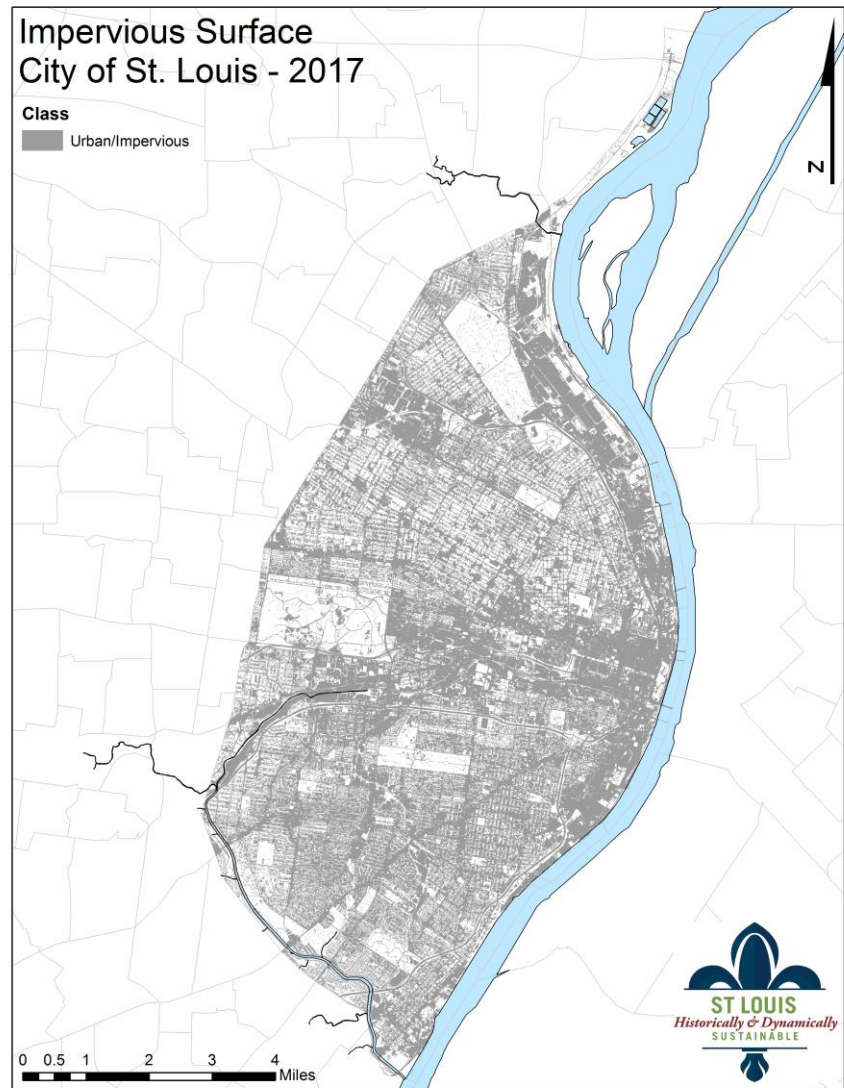 Impervious Surface
City of St. Louis - 2017
Class
Urban/Impervious
N
ST LOUIS
Historically & Dynamically
SUSTAINABLE
0 0.5 1 2 3 4
Miles